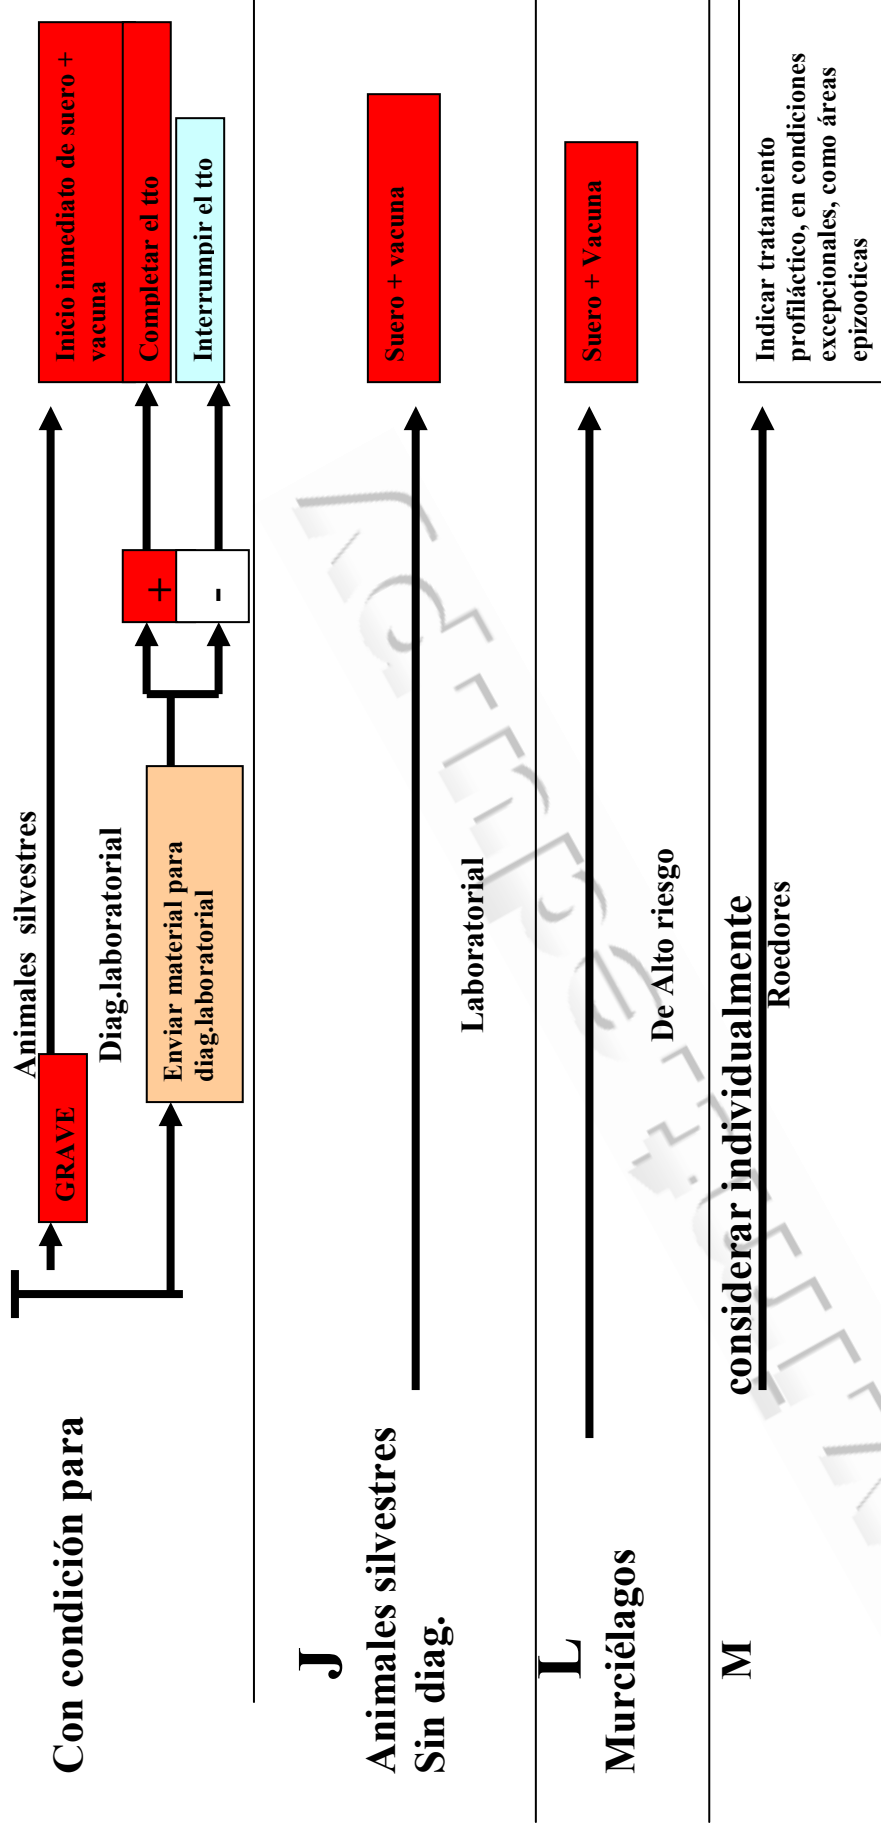 Animales silvestres
Con condición para
GRAVE
Inicio inmediato de suero +
vacuna
Diag.laboratorial
Enviar material para
diag.laboratorial
+
Completar el tto
-
Interrumpir el tto
J
Animales silvestres
Sin diag.
Laboratorial
Suero + vacuna
L
Murciélagos
De Alto riesgo
Suero + Vacuna
M
considerar individualmente
Roedores
Indicar tratamiento
profiláctico, en condiciones
excepcionales, como áreas
epizooticas